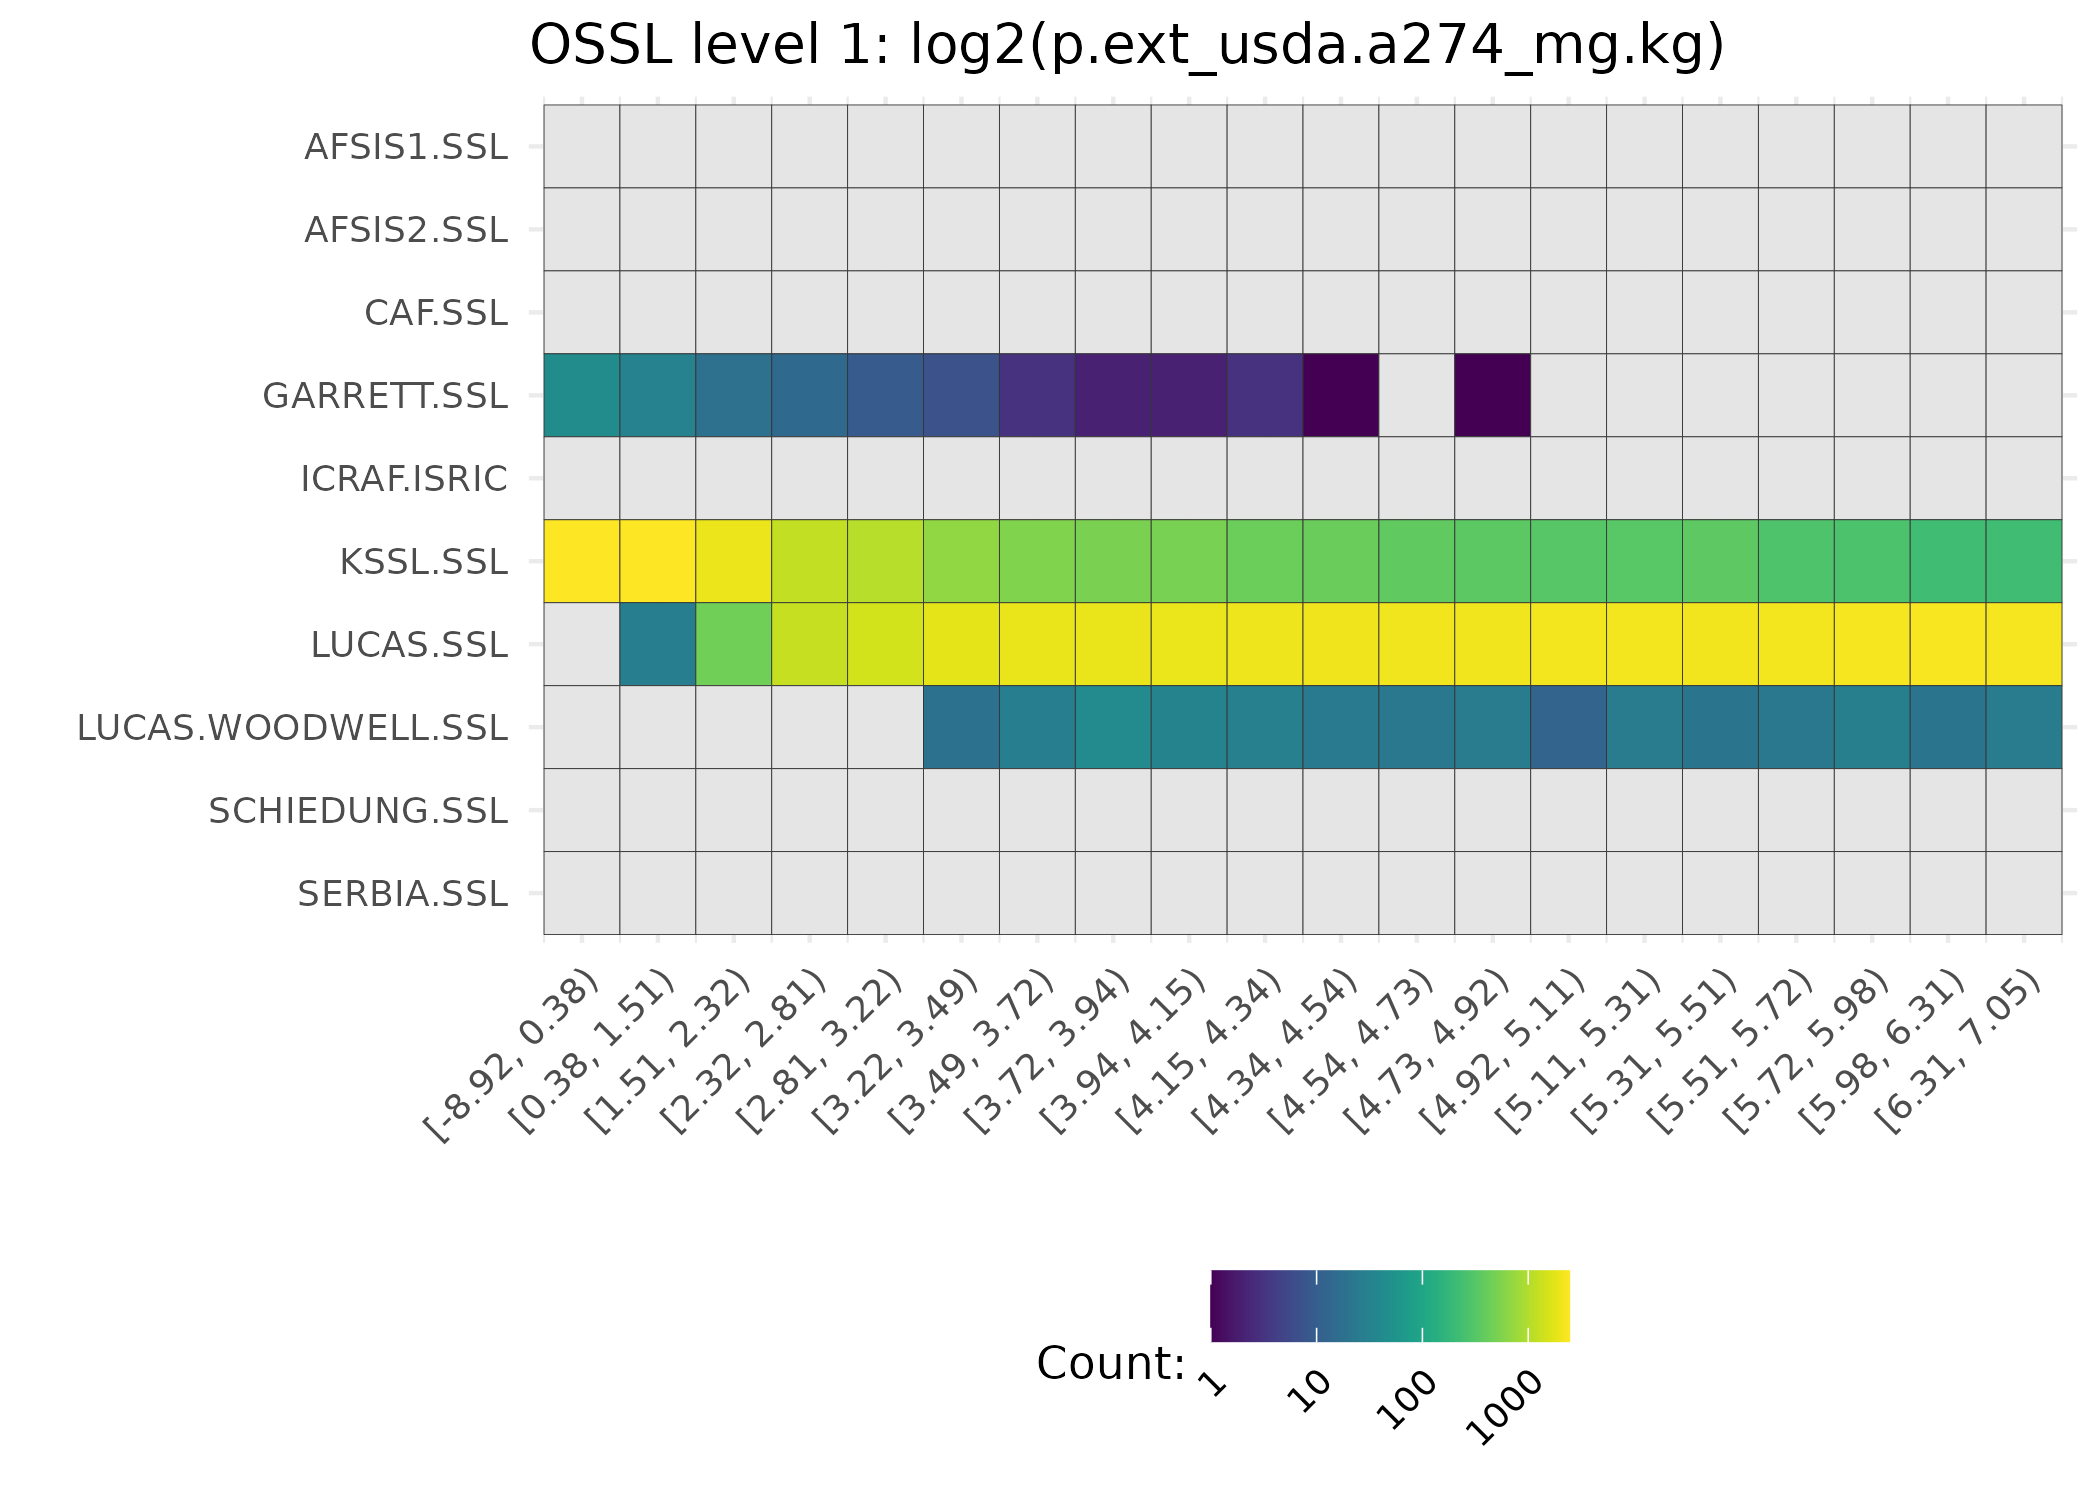 OSSL level 1: log2(p.ext_usda.a274_mg.kg)
AFSIS1.SSL
AFSIS2.SSL
CAF.SSL
GARRETT.SSL
ICRAF.ISRIC
KSSL.SSL
LUCAS.SSL
LUCAS.WOODWELL.SSL
SCHIEDUNG.SSL
SERBIA.SSL
[-8.92, 0.38)
[0.38, 1.51)
[1.51, 2.32)
[2.32, 2.81)
[2.81, 3.22)
[3.22, 3.49)
[3.49, 3.72)
[3.72, 3.94)
[3.94, 4.15)
[4.15, 4.34)
[4.34, 4.54)
[4.54, 4.73)
[4.73, 4.92)
[4.92, 5.11)
[5.11, 5.31)
[5.31, 5.51)
[5.51, 5.72)
[5.72, 5.98)
[5.98, 6.31)
[6.31, 7.05)
Count:
1
10
100
1000